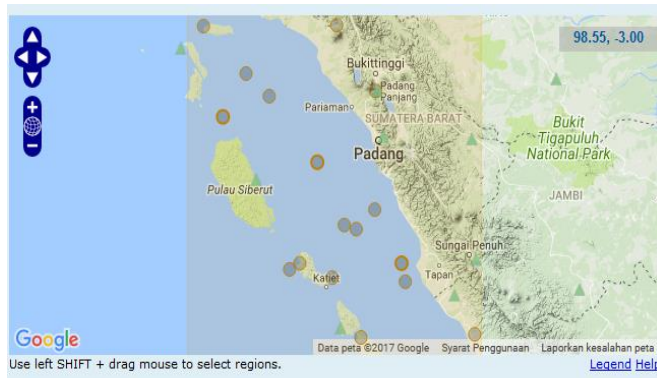 98.55, -3.00
Bukittinggi
Padang
Panjang
Pariaman
SUMATERA BARAT
Bukit
Tigapuluh
National Park
Padang
JAMBI
Pulau Siberut
Sungai Penuh
Tapan
Katiet
Google
Data peta ©2017 Google Syarat Penggunaan Laporkan kesalahan peta
Use left SHIFT + drag mouse to select regions.
Legend Help